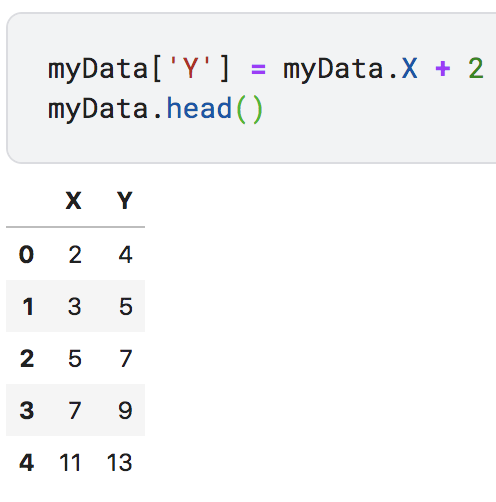 myData['Y'] = myData.X + 2
myData.head()
X Y
0 2 4
1 3 5
2 5 7
3 7 9
4 11 13